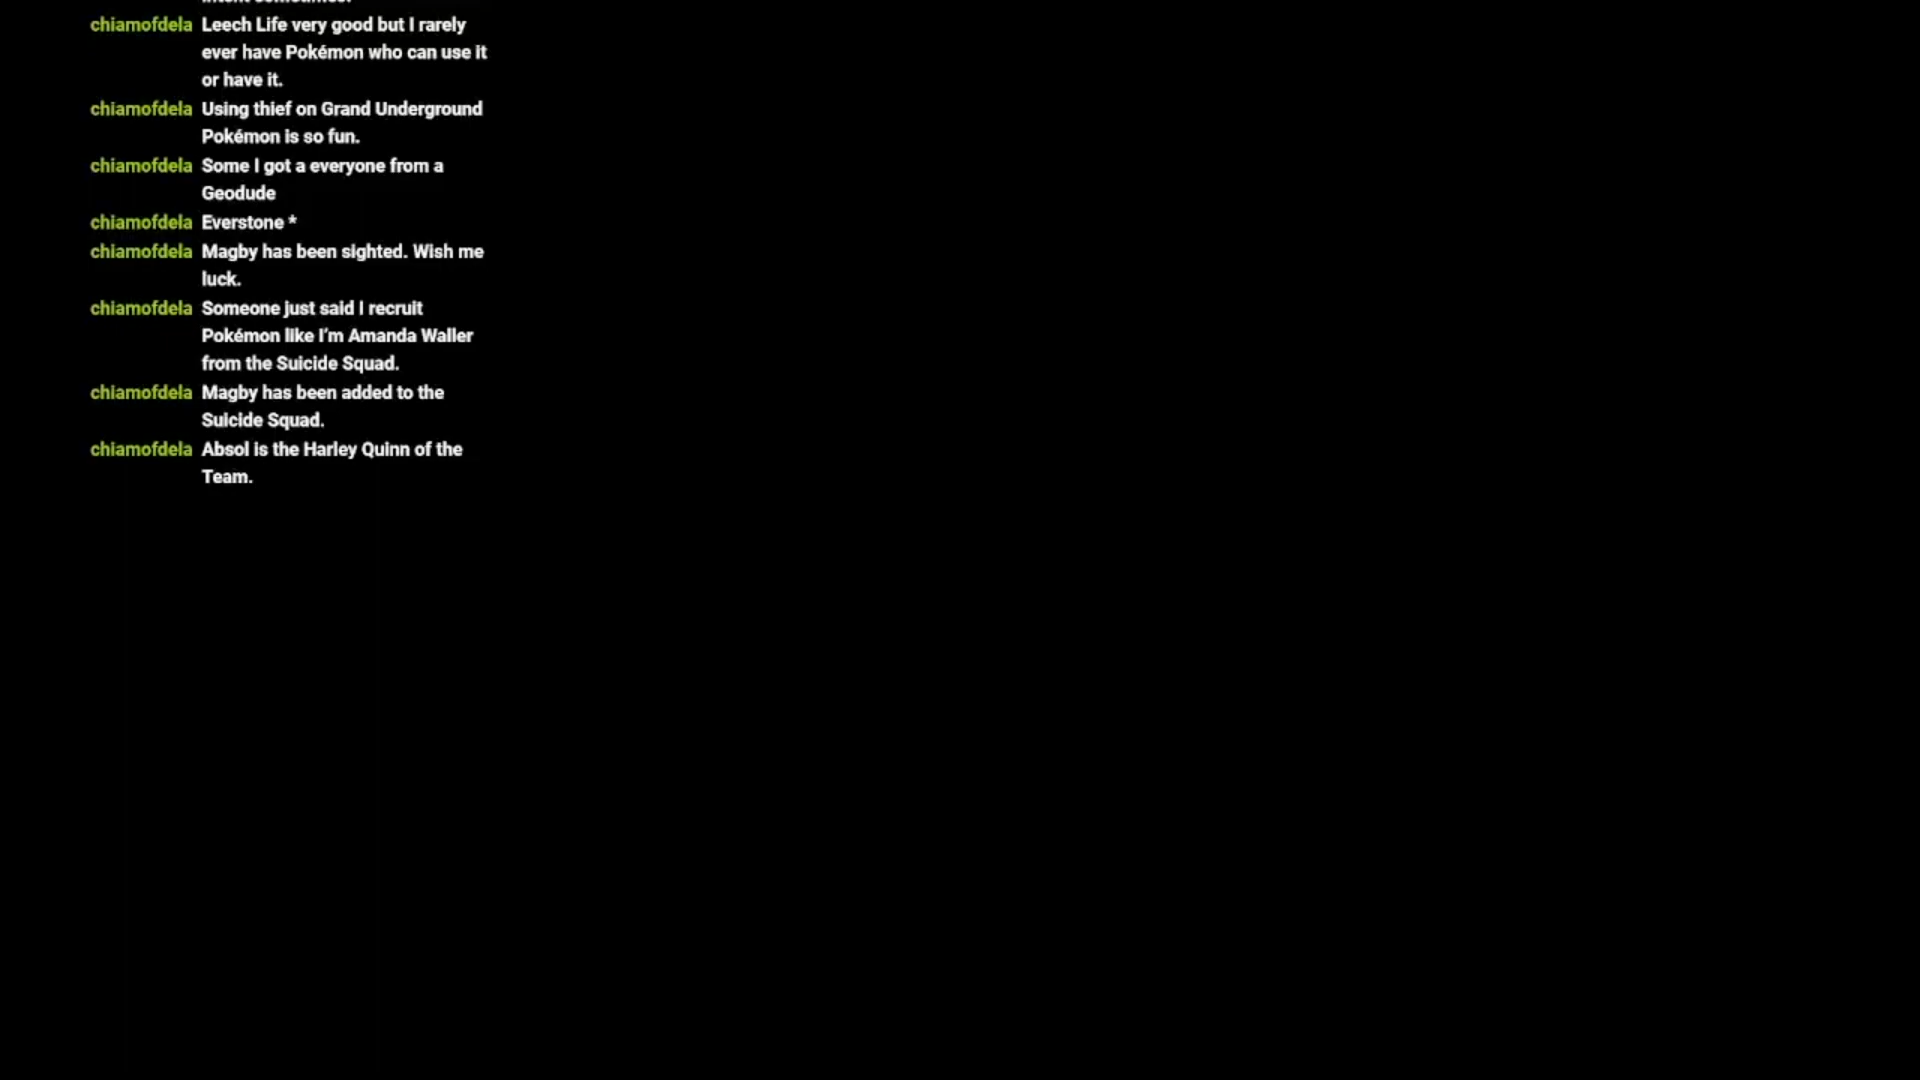 chiamofdela Leech Life very good but I rarely
ever have Pokémon who can use it
or have it.
chiamofdela Using thief on Grand Underground
Pokémon is so fun.
chiamofdela Some I got a everyone from a
Geodude
chiamofdela Everstone *
chiamofdela Magby has been sighted. Wish me
luck.
chiamofdela Someone just said I recruit
Pokémon like I'm Amanda Waller
from the Suicide Squad.
chiamofdela Magby has been added to the
Suicide Squad.
chiamofdela Absol is the Harley Quinn of the
Team.